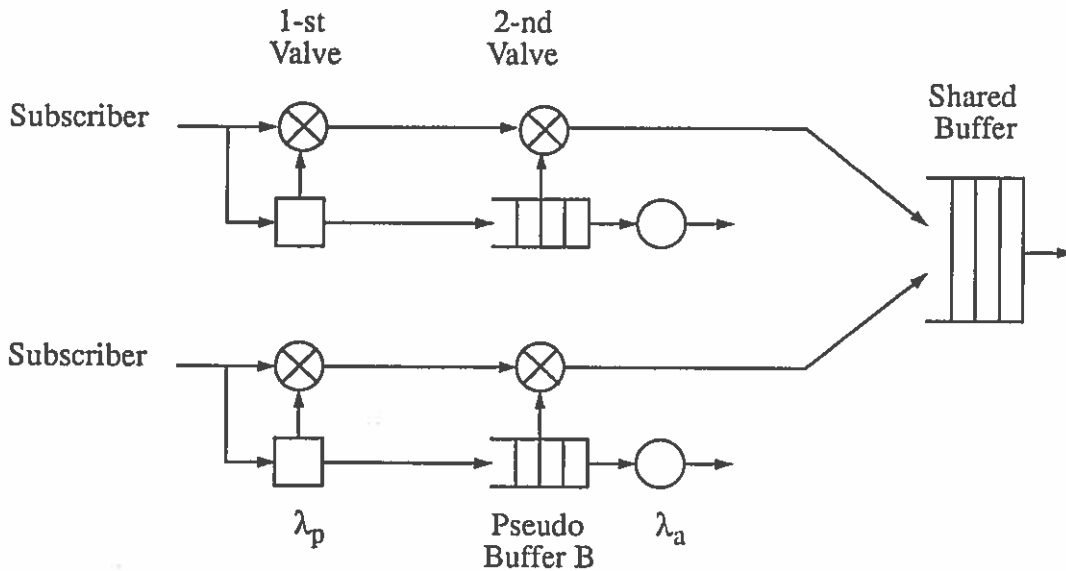 1-st
Valve
2-nd
Valve
Subscriber
Shared
Buffer
Subscriber
λp
Pseudo
Buffer B
λa